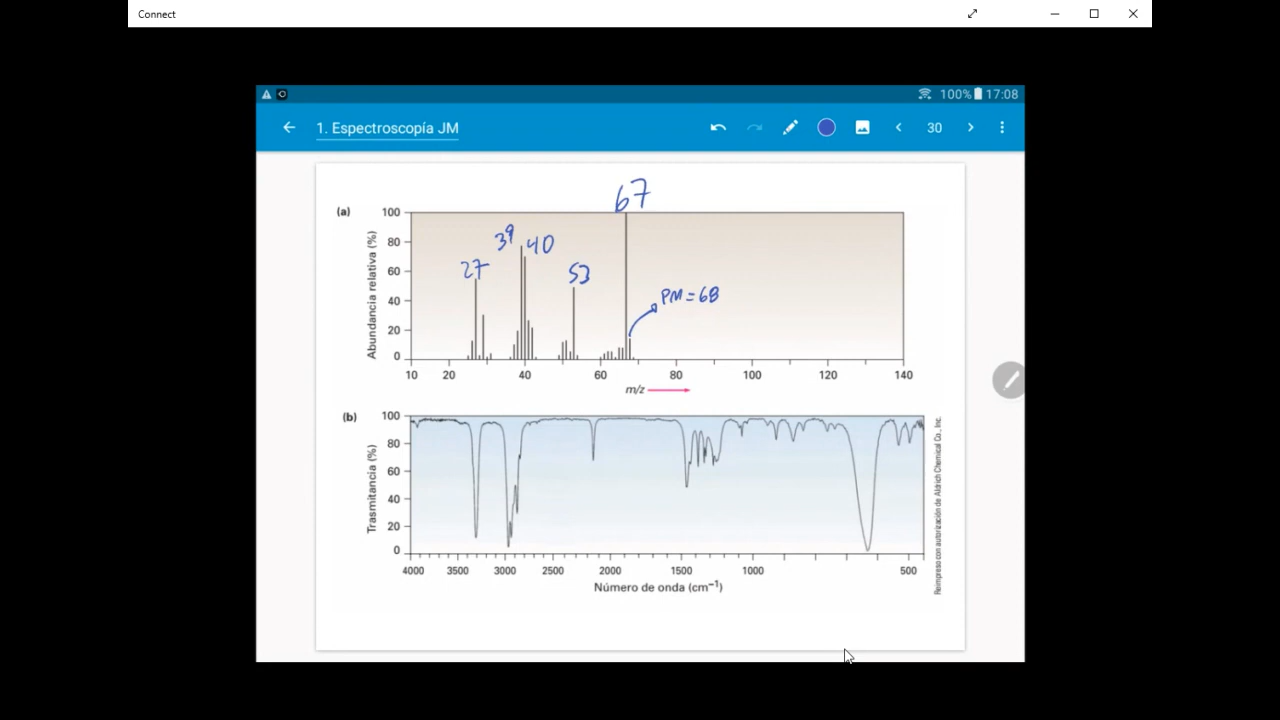 Connect
100% 17:08
1. Espectroscopía JM
30
67
(a)
100
80
60
40
20
0
Abundancia relativa (%)
27
39
40
53
PM = 68
10 20 40 60 80 100 120 140
m/z
(b)
100
80
60
40
20
0
Trasmitancia (%)
4000 3500 3000 2500 2000 1500 1000 500
Número de onda (cm⁻¹)
Reimpreso con autorización de Aldrich Chemical Co., Inc.